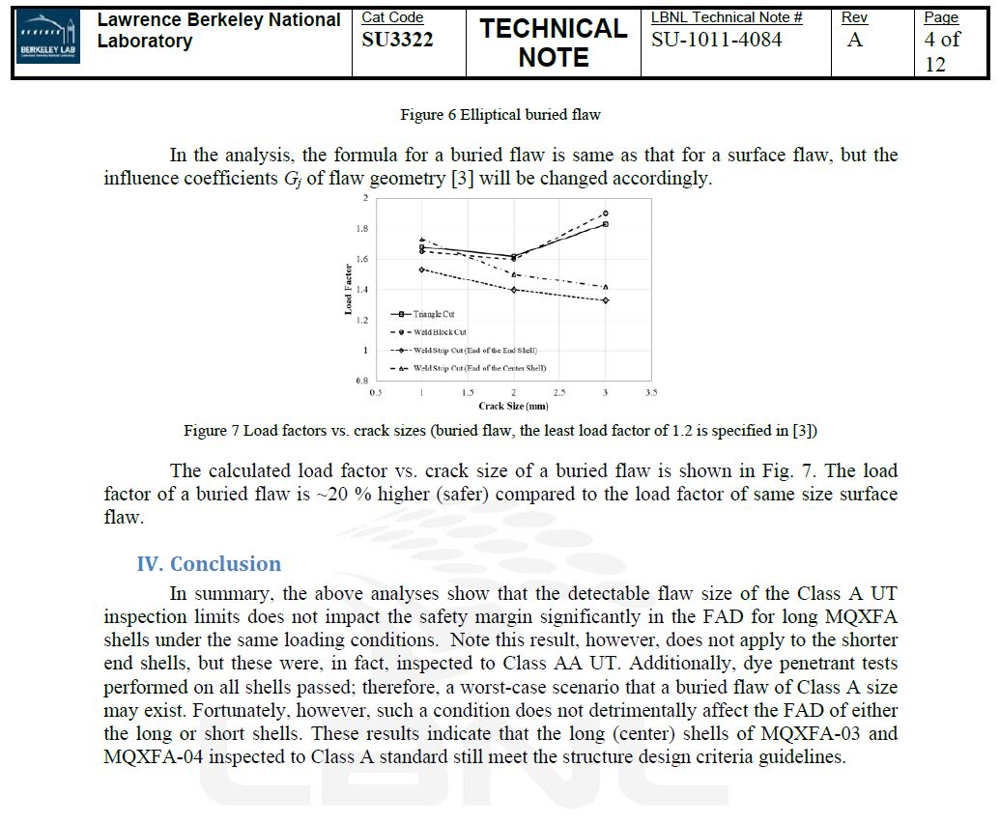 BERKELEY LAB
Lawrence Berkeley National
Laboratory
Cat Code
SU3322
TECHNICAL
NOTE
LBNL Technical Note #
SU-1011-4084
Rev
A
Page
4 of
12
Figure 6 Elliptical buried flaw
In the analysis, the formula for a buried flaw is same as that for a surface flaw, but the
influence coefficients Gj of flaw geometry [3] will be changed accordingly.
2
1.8
1.6
1.4
1.2
1
0.8
Load Factor
Triangle Cut
Weld Block Cut
Weld Strip Cut (End of the End Shell)
Weld Strip Cut (End of the Center Shell)
0.5 1 1.5 2 2.5 3 3.5
Crack Size (mm)
Figure 7 Load factors vs. crack sizes (buried flaw, the least load factor of 1.2 is specified in [3])
The calculated load factor vs. crack size of a buried flaw is shown in Fig. 7. The load
factor of a buried flaw is ~20 % higher (safer) compared to the load factor of same size surface
flaw.
IV. Conclusion
In summary, the above analyses show that the detectable flaw size of the Class A UT
inspection limits does not impact the safety margin significantly in the FAD for long MQXFA
shells under the same loading conditions. Note this result, however, does not apply to the shorter
end shells, but these were, in fact, inspected to Class AA UT. Additionally, dye penetrant tests
performed on all shells passed; therefore, a worst-case scenario that a buried flaw of Class A size
may exist. Fortunately, however, such a condition does not detrimentally affect the FAD of either
the long or short shells. These results indicate that the long (center) shells of MQXFA-03 and
MQXFA-04 inspected to Class A standard still meet the structure design criteria guidelines.
LBNL